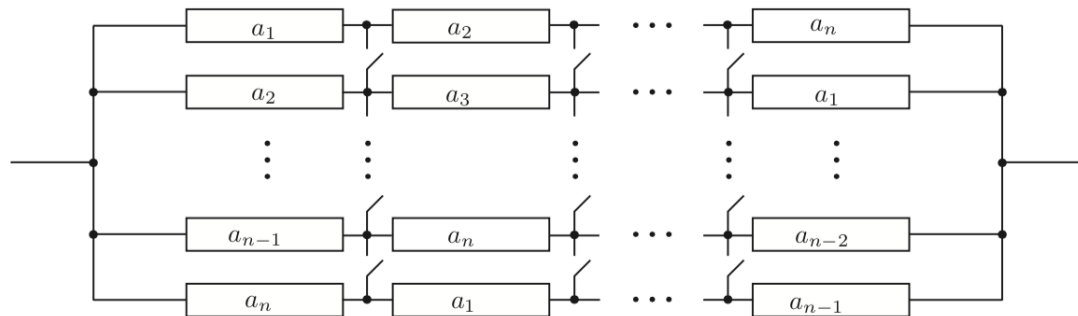 a₁ a₂ ··· aₙ
a₂ a₃ ··· a₁
aₙ₋₁ aₙ ··· aₙ₋₂
aₙ a₁ ··· aₙ₋₁